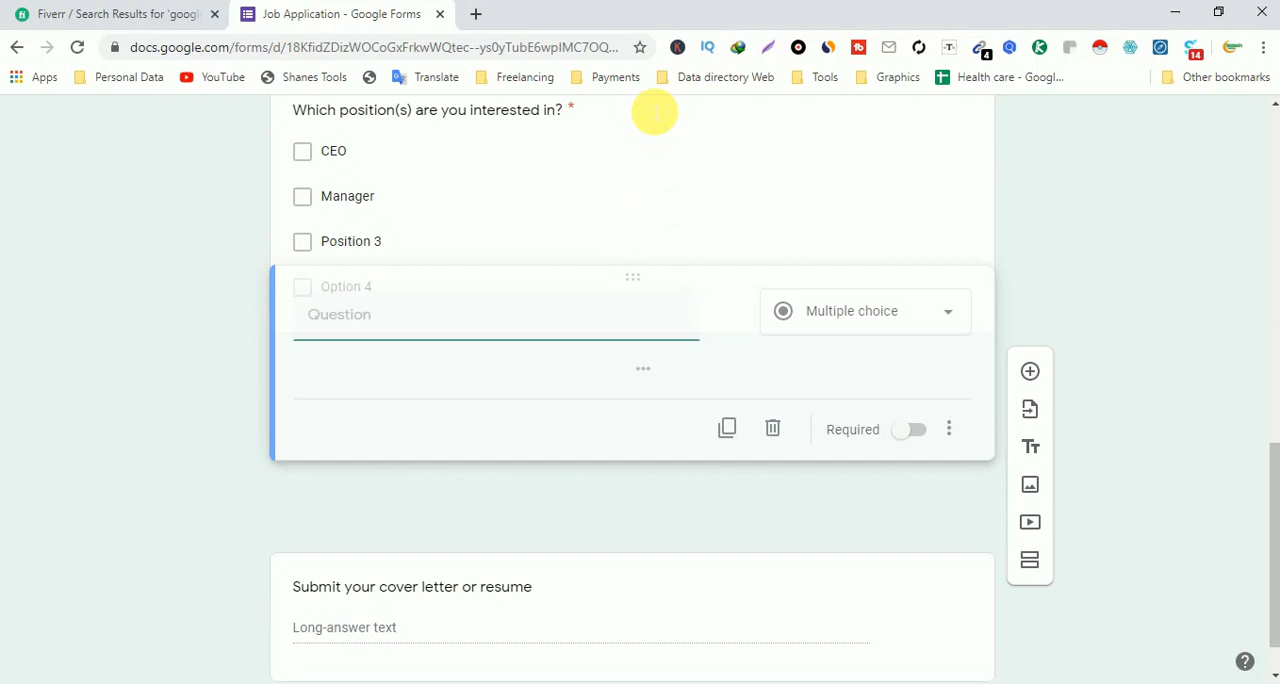 Fiverr / Search Results for 'googl
Job Application - Google Forms
docs.google.com/forms/d/18KfidZDizWOCoGxFrkwWQtec--ys0yTubE6wpIMC7OQ...
4
14
Apps
Personal Data
YouTube
Shanes Tools
Translate
Freelancing
Payments
Data directory Web
Tools
Graphics
Health care - Googl...
Other bookmarks
Which position(s) are you interested in? *
CEO
Manager
Position 3
Option 4
Question
Multiple choice
Required
Submit your cover letter or resume
Long-answer text